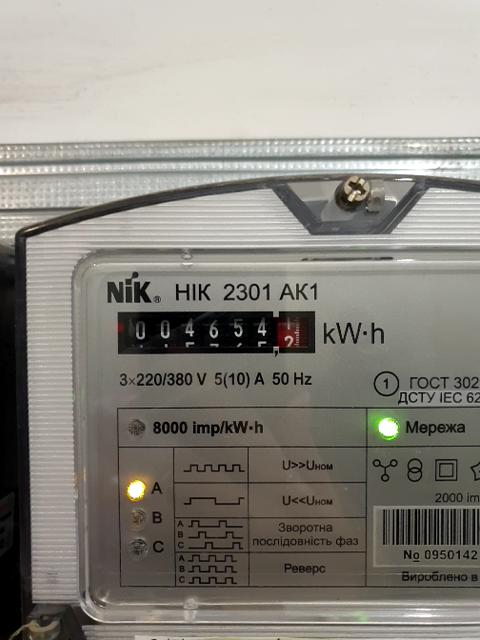 NiK® НІК 2301 АК1
0 0 4 6 5 4 kW·h
3×220/380 V 5(10) A 50 Hz
1 ГОСТ 302
ДСТУ IEC 62
8000 imp/kW·h
Мережа
A
B
C
U>>Uном
U<<Uном
A
B
C
Зворотна
послідовність фаз
A
B
C
Реверс
2000 im
No 0950142
Вироблено в